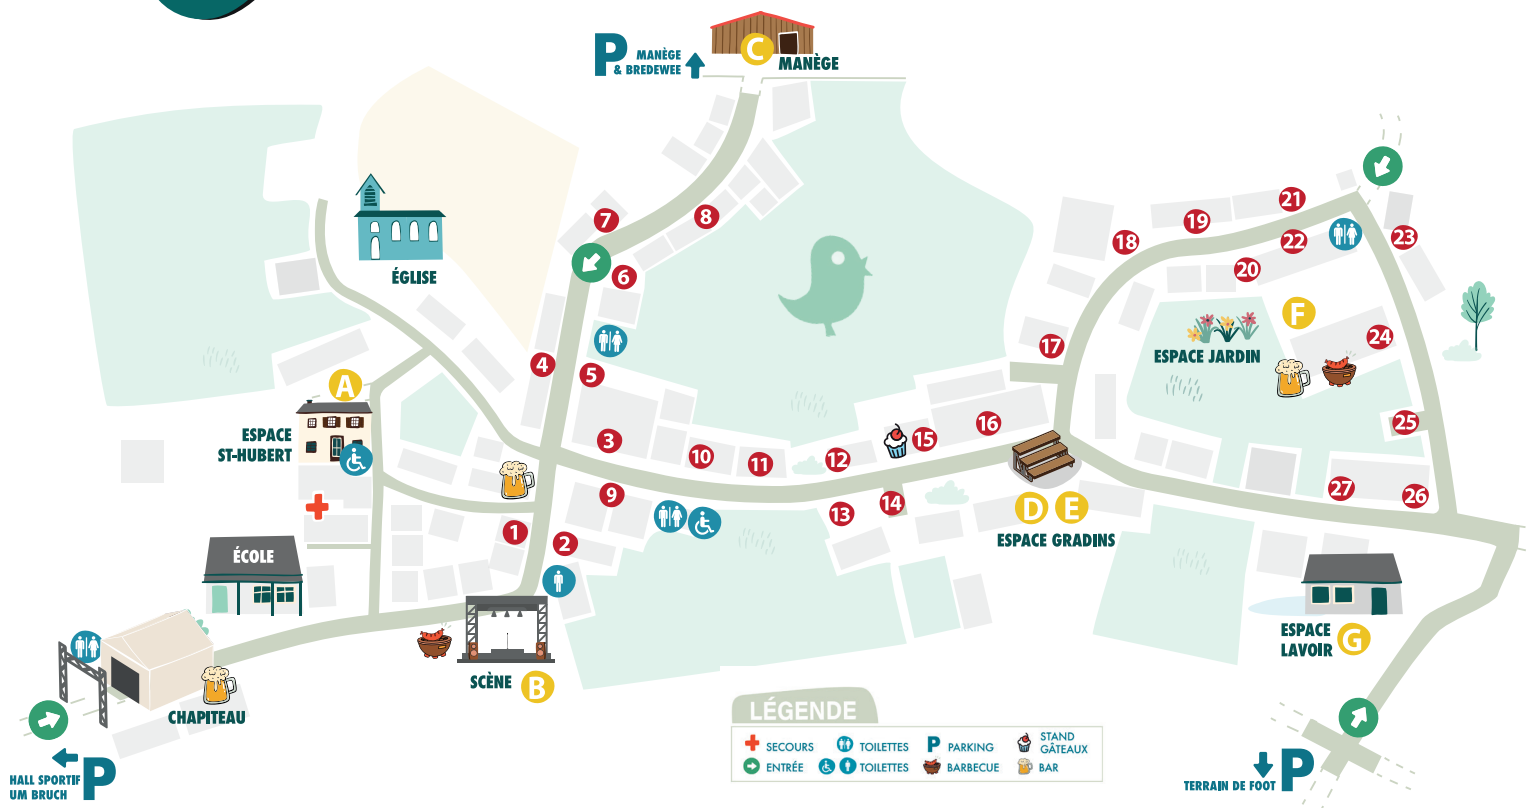 P MANÈGE
& BREDEWEE
C
MANÈGE
ÉGLISE
7
8
6
4
5
3
A
ESPACE
ST-HUBERT
10
11
12
15
16
9
13
14
1
2
ÉCOLE
SCÈNE
B
CHAPITEAU
HALL SPORTIF
UM BRUCH
P
D E
ESPACE GRADINS
17
18
19
21
20
22
23
F
ESPACE JARDIN
24
25
27
26
ESPACE
LAVOIR
G
TERRAIN DE FOOT
P
LÉGENDE
SECOURS
TOILETTES
P PARKING
STAND
GÂTEAUX
ENTRÉE
TOILETTES
BARBECUE
BAR